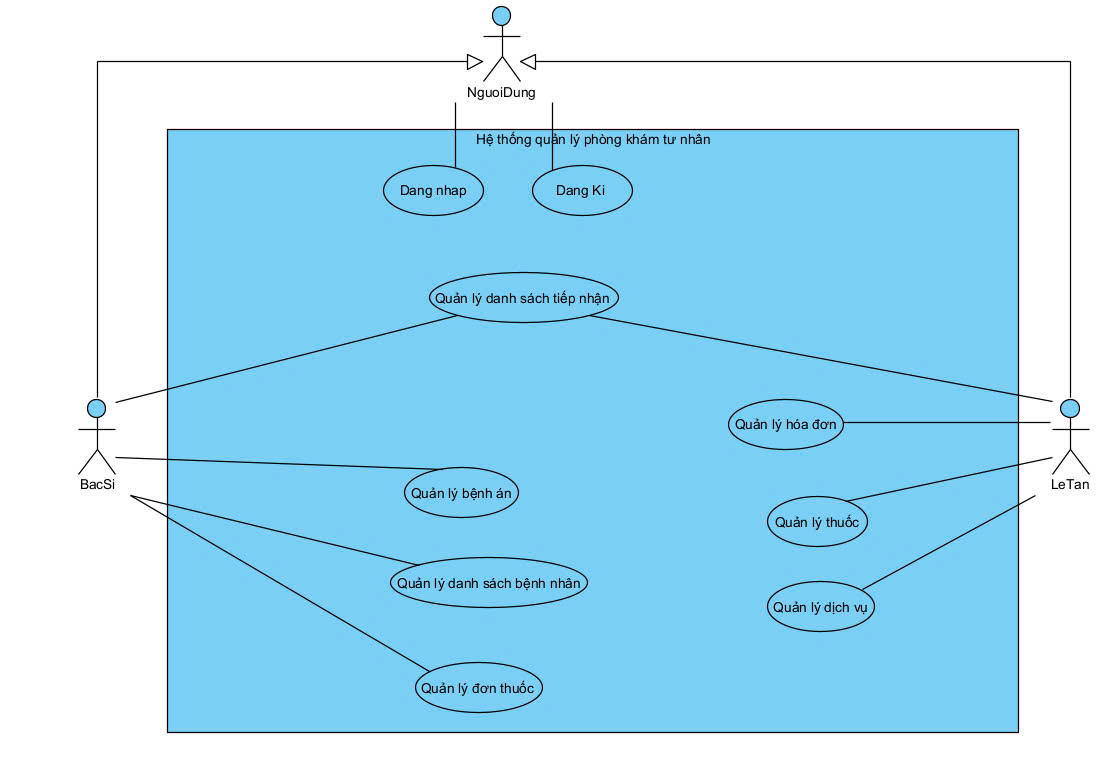 NguoiDung
Hệ thống quản lý phòng khám tư nhân
Dang nhap
Dang Ki
Quản lý danh sách tiếp nhận
Quản lý hóa đơn
BacSi
LeTan
Quản lý bệnh án
Quản lý thuốc
Quản lý danh sách bệnh nhân
Quản lý dịch vụ
Quản lý đơn thuốc